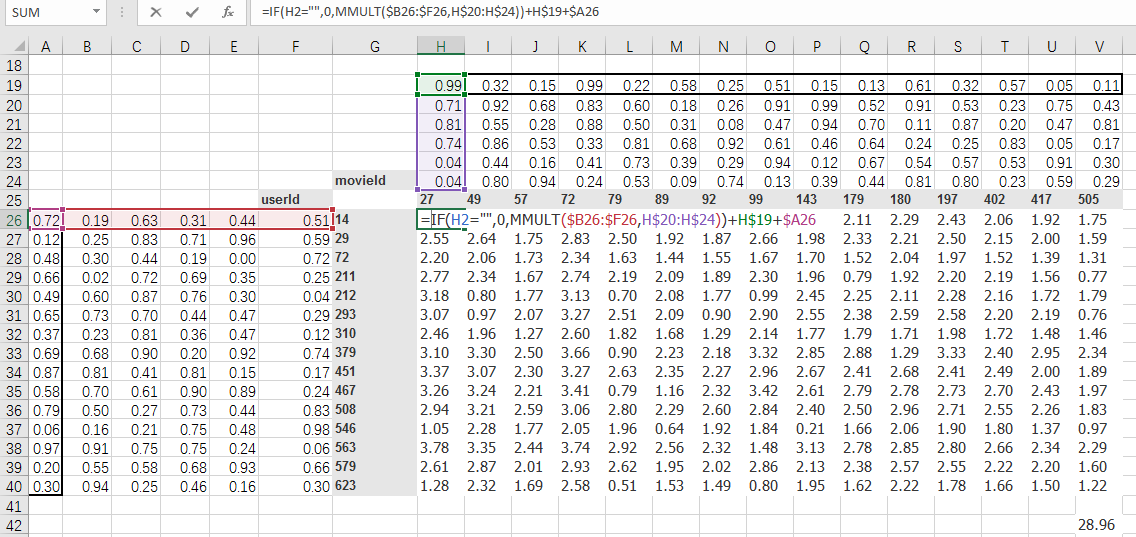 SUM fx =IF(H2="",0,MMULT($B26:$F26,H$20:H$24))+H$19+$A26
A B C D E F G H I J K L M N O P Q R S T U V
18
19 0.99 0.32 0.15 0.99 0.22 0.58 0.25 0.51 0.15 0.13 0.61 0.32 0.57 0.05 0.11
20 0.71 0.92 0.68 0.83 0.60 0.18 0.26 0.91 0.99 0.52 0.91 0.53 0.23 0.75 0.43
21 0.81 0.55 0.28 0.88 0.50 0.31 0.08 0.47 0.94 0.70 0.11 0.87 0.20 0.47 0.81
22 0.74 0.86 0.53 0.33 0.81 0.68 0.92 0.61 0.46 0.64 0.24 0.25 0.83 0.05 0.17
23 0.04 0.44 0.16 0.41 0.73 0.39 0.29 0.94 0.12 0.67 0.54 0.57 0.53 0.91 0.30
24 movieId 0.04 0.80 0.94 0.24 0.53 0.09 0.74 0.13 0.39 0.44 0.81 0.80 0.23 0.59 0.29
25 userId 27 49 57 72 79 89 92 99 143 179 180 197 402 417 505
26 0.72 0.19 0.63 0.31 0.44 0.51 14 =IF(H2="",0,MMULT($B26:$F26,H$20:H$24))+H$19+$A26 2.11 2.29 2.43 2.06 1.92 1.75
27 0.12 0.25 0.83 0.71 0.96 0.59 29 2.55 2.64 1.75 2.83 2.50 1.92 1.87 2.66 1.98 2.33 2.21 2.50 2.15 2.00 1.59
28 0.48 0.30 0.44 0.19 0.00 0.72 72 2.20 2.06 1.73 2.34 1.63 1.44 1.55 1.67 1.70 1.52 2.04 1.97 1.52 1.39 1.31
29 0.66 0.02 0.72 0.69 0.35 0.25 211 2.77 2.34 1.67 2.74 2.19 2.09 1.89 2.30 1.96 0.79 1.92 2.20 2.19 1.56 0.77
30 0.49 0.60 0.87 0.76 0.30 0.04 212 3.18 0.80 1.77 3.13 0.70 2.08 1.77 0.99 2.45 2.25 2.11 2.28 2.16 1.72 1.79
31 0.65 0.73 0.70 0.44 0.47 0.29 293 3.07 0.97 2.07 3.27 2.51 2.09 0.90 2.90 2.55 2.38 2.59 2.58 2.20 2.19 0.76
32 0.37 0.23 0.81 0.36 0.47 0.12 310 2.46 1.96 1.27 2.60 1.82 1.68 1.29 2.14 1.77 1.79 1.71 1.98 1.72 1.48 1.46
33 0.69 0.68 0.90 0.20 0.92 0.74 379 3.10 3.30 2.50 3.66 0.90 2.23 2.18 3.32 2.85 2.88 1.29 3.33 2.40 2.95 2.34
34 0.87 0.81 0.41 0.81 0.15 0.17 451 3.37 3.07 2.30 3.27 2.63 2.35 2.27 2.96 2.67 2.41 2.68 2.41 2.49 2.00 1.89
35 0.58 0.70 0.61 0.90 0.89 0.24 467 3.26 3.24 2.21 3.41 0.79 1.16 2.32 3.42 2.61 2.79 2.78 2.73 2.70 2.43 1.97
36 0.79 0.50 0.27 0.73 0.44 0.83 508 2.94 3.21 2.59 3.06 2.80 2.29 2.60 2.84 2.40 2.50 2.96 2.71 2.55 2.26 1.83
37 0.06 0.16 0.21 0.75 0.48 0.98 546 1.05 2.28 1.77 2.05 1.96 0.64 1.92 1.84 0.21 1.66 2.06 1.90 1.80 1.37 0.97
38 0.97 0.91 0.75 0.75 0.24 0.06 563 3.78 3.35 2.44 3.74 2.92 2.56 2.32 1.48 3.13 2.78 2.85 2.80 2.66 2.34 2.29
39 0.20 0.55 0.58 0.68 0.93 0.66 579 2.61 2.87 2.01 2.93 2.62 1.95 2.02 2.86 2.13 2.38 2.57 2.55 2.22 2.20 1.60
40 0.30 0.94 0.25 0.46 0.16 0.30 623 1.28 2.32 1.69 2.58 0.51 1.53 1.49 0.80 1.95 1.62 2.22 1.78 1.66 1.50 1.22
41
42 28.96